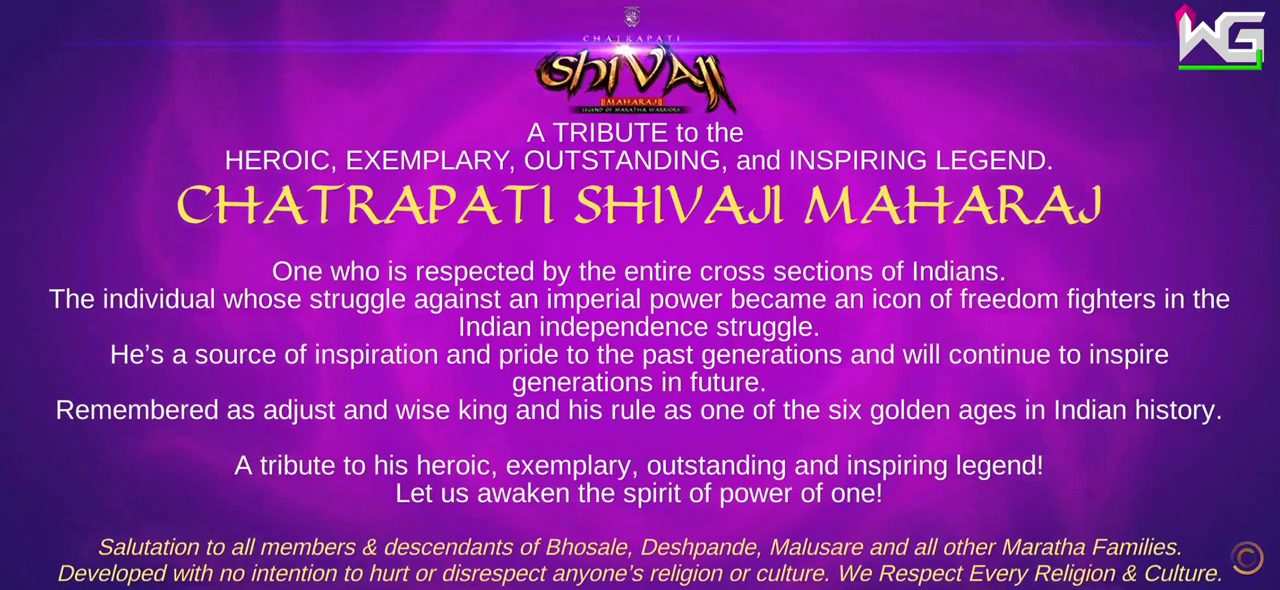 CHATRAPATI
SHIVAJI
MAHARAJ
LEGEND OF MARATHA WARRIORS
WG
A TRIBUTE to the
HEROIC, EXEMPLARY, OUTSTANDING, and INSPIRING LEGEND.
CHATRAPATI SHIVAJI MAHARAJ
One who is respected by the entire cross sections of Indians.
The individual whose struggle against an imperial power became an icon of freedom fighters in the
Indian independence struggle.
He’s a source of inspiration and pride to the past generations and will continue to inspire
generations in future.
Remembered as adjust and wise king and his rule as one of the six golden ages in Indian history.
A tribute to his heroic, exemplary, outstanding and inspiring legend!
Let us awaken the spirit of power of one!
Salutation to all members & descendants of Bhosale, Deshpande, Malusare and all other Maratha Families.
Developed with no intention to hurt or disrespect anyone’s religion or culture. We Respect Every Religion & Culture.
©